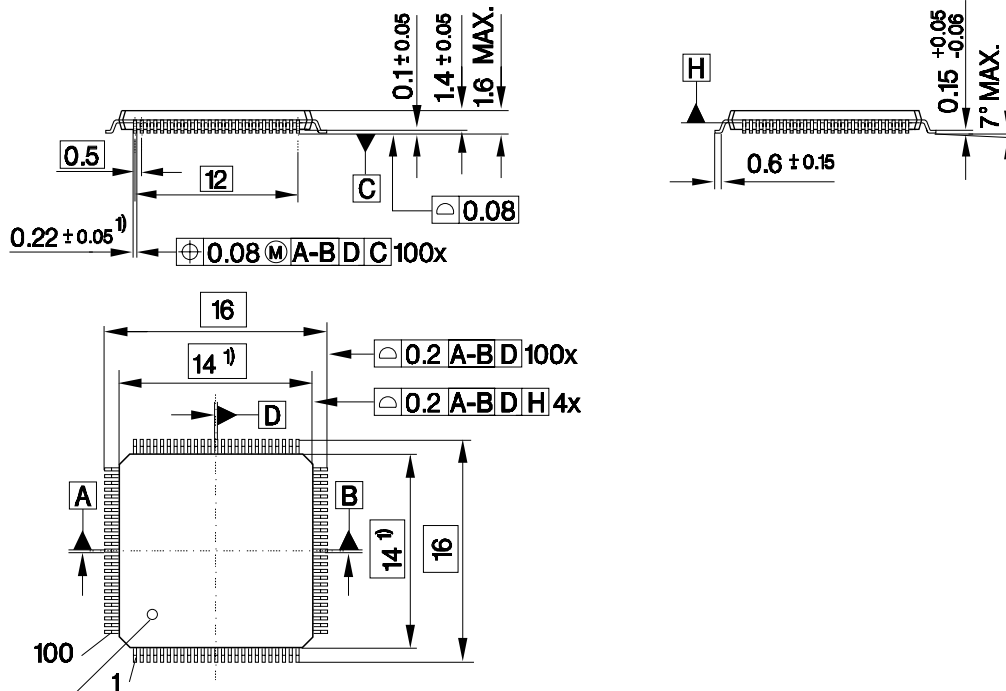 0.1 ± 0.05
1.4 ± 0.05
1.6 MAX.
H
0.15 +0.05 -0.06
7° MAX.
0.5
12
C
0.6 ± 0.15
0.08
0.22 ± 0.05 1)
0.08 Ⓜ A-B D C 100x
16
0.2 A-B D 100x
14 1)
0.2 A-B D H 4x
D
A
B
14 1)
16
100
1